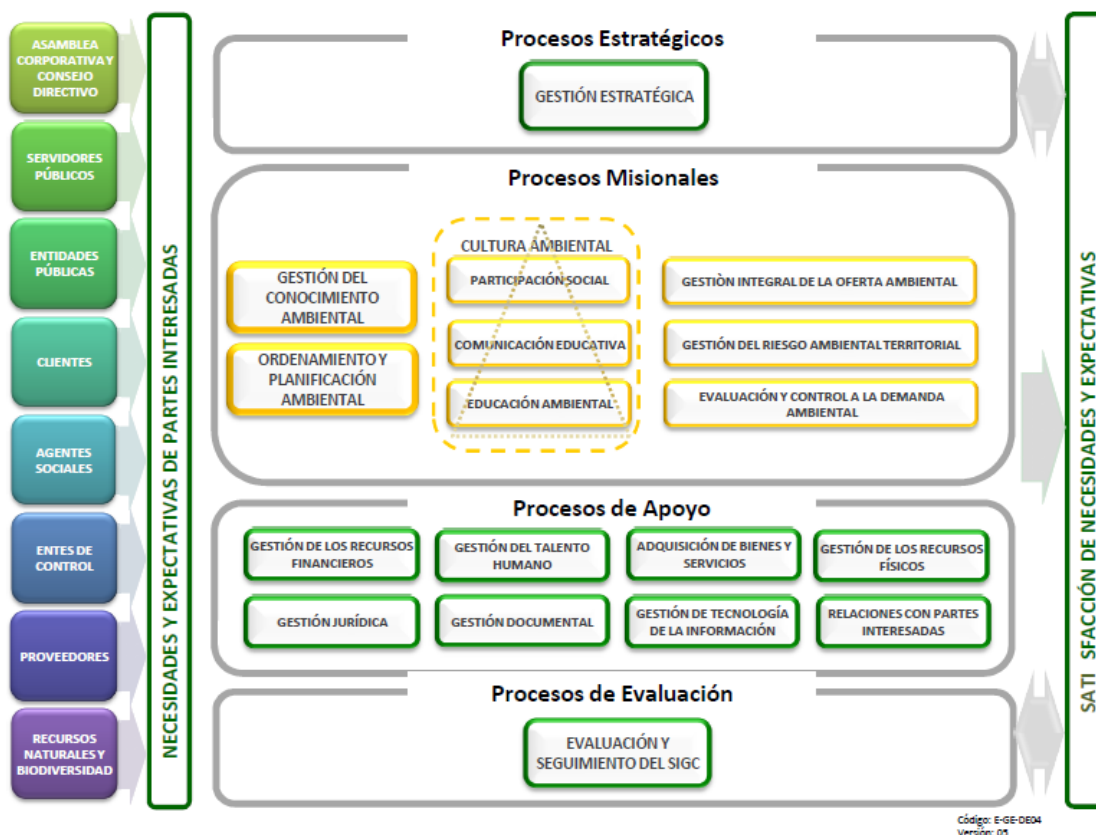 ASAMBLEA
CORPORATIVA Y
CONSEJO
DIRECTIVO
SERVIDORES
PÚBLICOS
ENTIDADES
PÚBLICAS
CLIENTES
AGENTES
SOCIALES
ENTES DE
CONTROL
PROVEEDORES
RECURSOS
NATURALES Y
BIODIVERSIDAD
NECESIDADES Y EXPECTATIVAS DE PARTES INTERESADAS
Procesos Estratégicos
GESTIÓN ESTRATÉGICA
Procesos Misionales
GESTIÓN DEL
CONOCIMIENTO
AMBIENTAL
ORDENAMIENTO Y
PLANIFICACIÓN
AMBIENTAL
CULTURA AMBIENTAL
PARTICIPACIÓN SOCIAL
COMUNICACIÓN EDUCATIVA
EDUCACIÓN AMBIENTAL
GESTIÒN INTEGRAL DE LA OFERTA AMBIENTAL
GESTIÓN DEL RIESGO AMBIENTAL TERRITORIAL
EVALUACIÓN Y CONTROL A LA DEMANDA
AMBIENTAL
Procesos de Apoyo
GESTIÓN DE LOS RECURSOS
FINANCIEROS
GESTIÓN DEL TALENTO
HUMANO
ADQUISICIÓN DE BIENES Y
SERVICIOS
GESTIÓN DE LOS RECURSOS
FÍSICOS
GESTIÓN JURÍDICA
GESTIÓN DOCUMENTAL
GESTIÓN DE TECNOLOGÍA
DE LA INFORMACIÓN
RELACIONES CON PARTES
INTERESADAS
Procesos de Evaluación
EVALUACIÓN Y
SEGUIMIENTO DEL SIGC
SATI SFACCIÓN DE NECESIDADES Y EXPECTATIVAS
Código: E-GE-DE04
Versión: 05